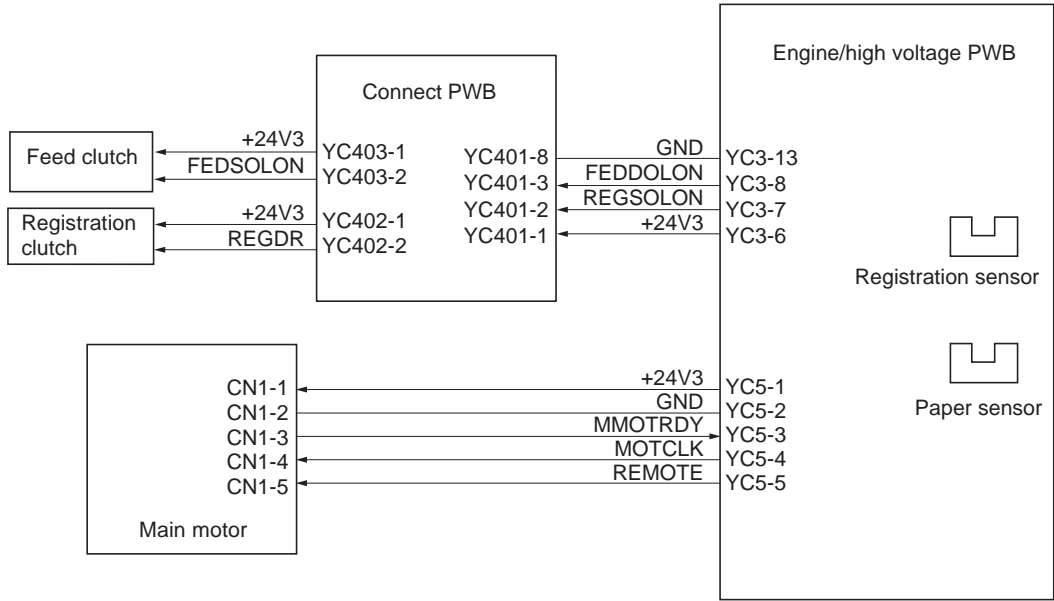 Engine/high voltage PWB
Connect PWB
Feed clutch
+24V3
FEDSOLON
YC403-1
YC403-2
Registration
clutch
+24V3
REGDR
YC402-1
YC402-2
YC401-8
YC401-3
YC401-2
YC401-1
GND
FEDDOLON
REGSOLON
+24V3
YC3-13
YC3-8
YC3-7
YC3-6
Registration sensor
Paper sensor
CN1-1
CN1-2
CN1-3
CN1-4
CN1-5
Main motor
+24V3
GND
MMOTRDY
MOTCLK
REMOTE
YC5-1
YC5-2
YC5-3
YC5-4
YC5-5